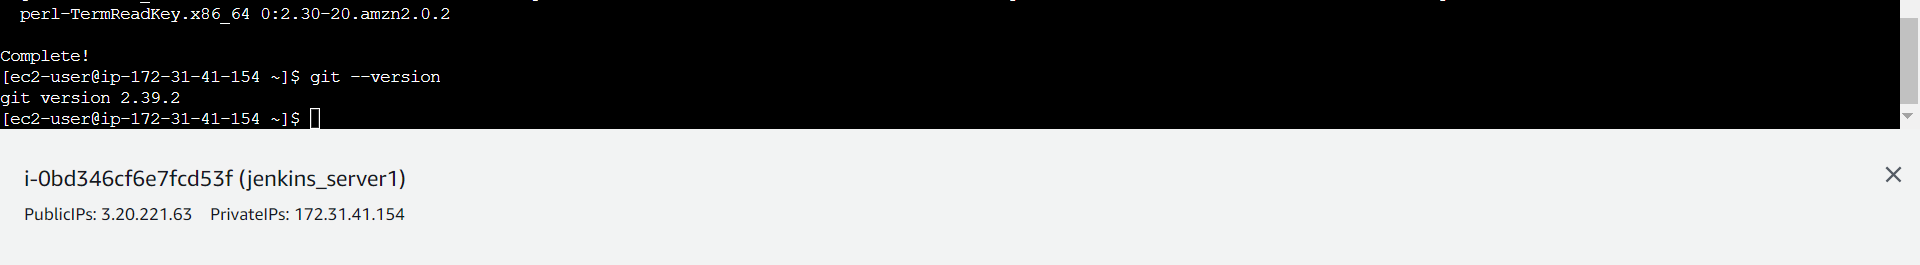 perl-TermReadKey.x86_64 0:2.30-20.amzn2.0.2
Complete!
[ec2-user@ip-172-31-41-154 ~]$ git --version
git version 2.39.2
[ec2-user@ip-172-31-41-154 ~]$
i-0bd346cf6e7fcd53f (jenkins_server1)
PublicIPs: 3.20.221.63 PrivateIPs: 172.31.41.154